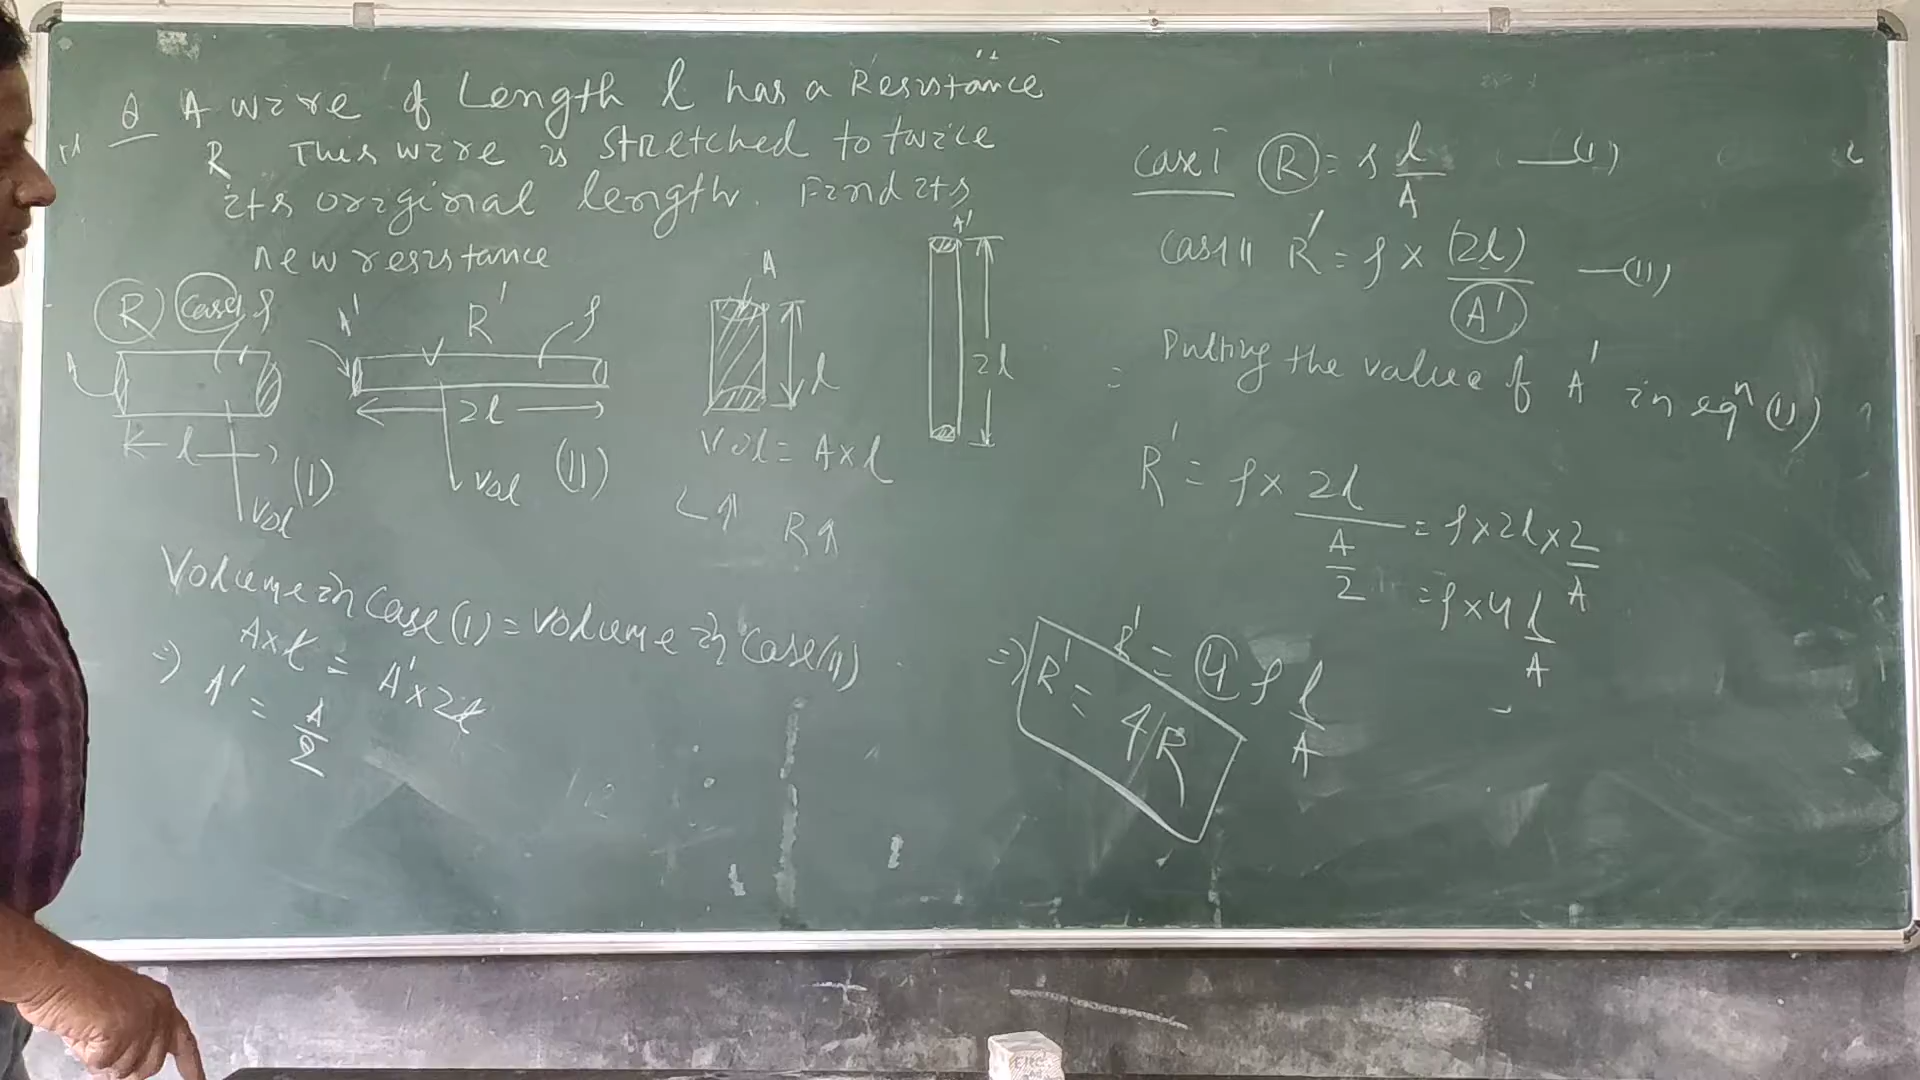 Q A wire of Length l has a Resistance
R This wire is stretched to twice
its original length. Find its
new resistance
R Case I ρ
A' R' ρ
l (I)
Vol
2l (II)
Vol
A
l
Vol = A×l
L↑ R↑
A'
2l
Volume in Case (I) = Volume in Case (II)
A×l = A'×2l
⇒ A' = A/2
Case I R = ρ l/A —(I)
Case II R' = ρ × (2l)/A' —(II)
Putting the value of A' in eqn (I)
R' = ρ× 2l/(A/2) = ρ×2l×2/A
= ρ×4 l/A
⇒ R' = 4 ρ l/A
R' = 4R